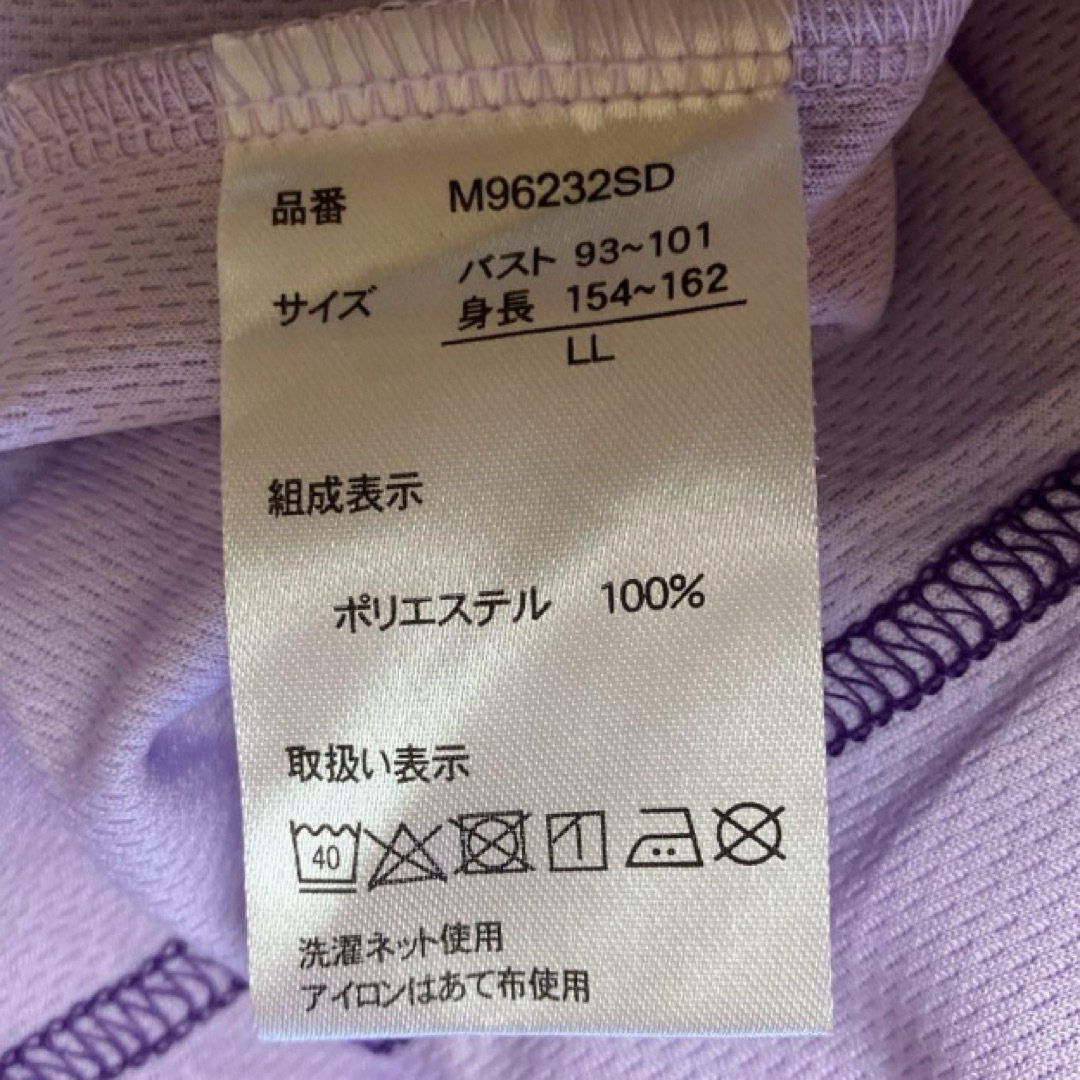 品番 M96232SD
バスト 93~101
サイズ 身長 154~162
LL
組成表示
ポリエステル 100%
取扱い表示
40
洗濯ネット使用
アイロンはあて布使用